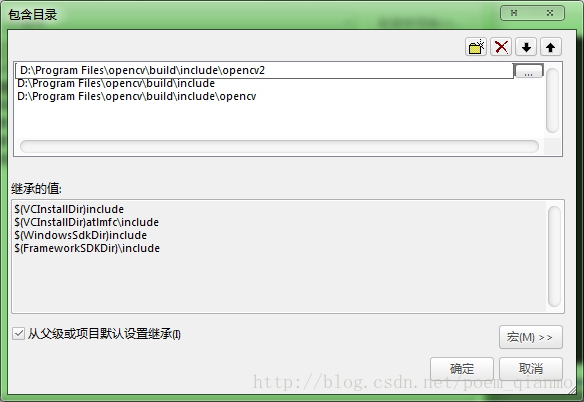 包含目录
D:\Program Files\opencv\build\include\opencv2
...
D:\Program Files\opencv\build\include
D:\Program Files\opencv\build\include\opencv
继承的值:
$(VCInstallDir)include
$(VCInstallDir)atlmfc\include
$(WindowsSdkDir)include
$(FrameworkSDKDir)\include
从父级或项目默认设置继承(I)
宏(M) >>
确定
取消
http://blog.csdn.net/poem_qianmo